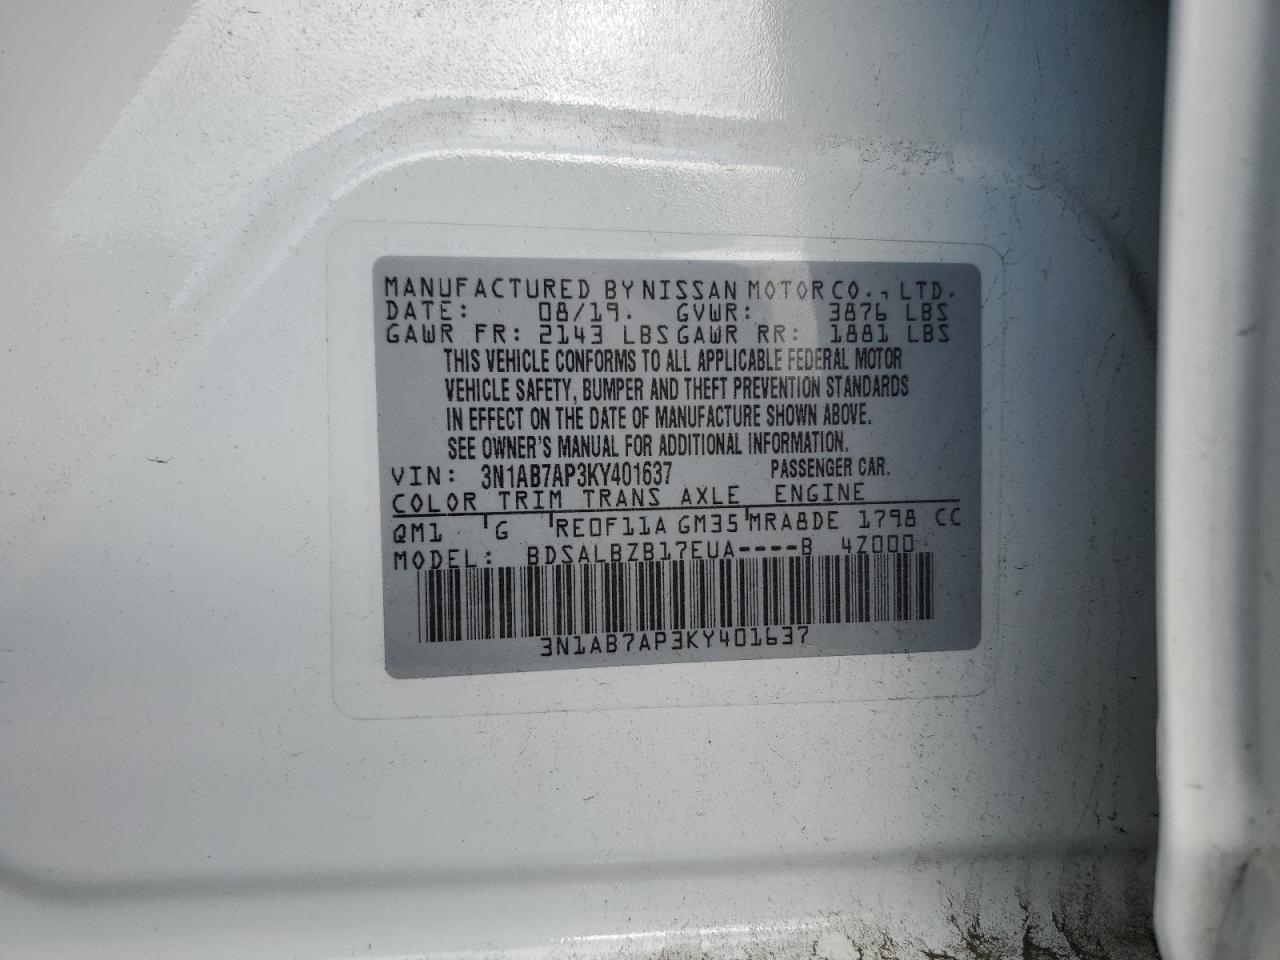 MANUFACTURED BY NISSAN MOTOR CO., LTD.
DATE: 08/19. GVWR: 3876 LBS
GAWR FR: 2143 LBS GAWR RR: 1881 LBS
THIS VEHICLE CONFORMS TO ALL APPLICABLE FEDERAL MOTOR
VEHICLE SAFETY, BUMPER AND THEFT PREVENTION STANDARDS
IN EFFECT ON THE DATE OF MANUFACTURE SHOWN ABOVE.
SEE OWNER'S MANUAL FOR ADDITIONAL INFORMATION.
VIN: 3N1AB7AP3KY401637 PASSENGER CAR.
COLOR TRIM TRANS AXLE ENGINE
QM1 G RE0F11A GM35 MRA8DE 1798 CC
MODEL: BDSALBZB17EUA----B 4Z000
3N1AB7AP3KY401637